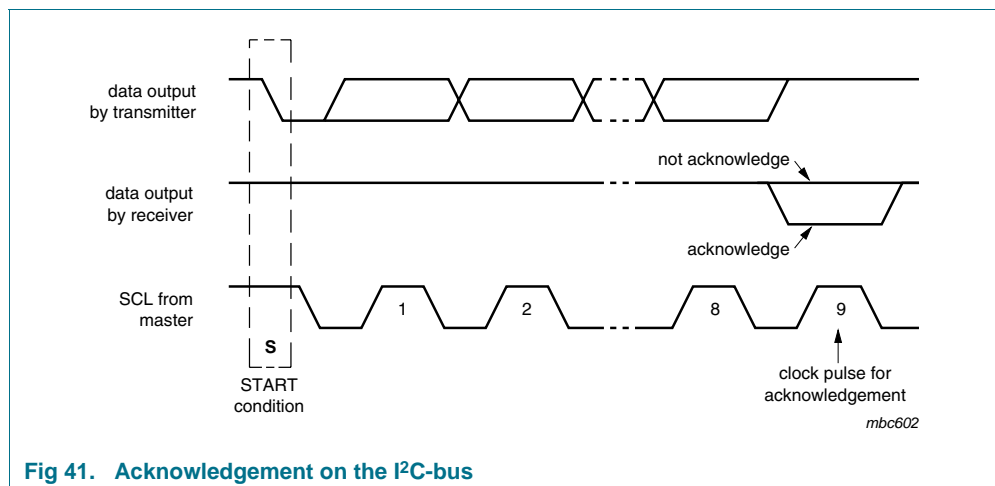 data output
by transmitter
not acknowledge
data output
by receiver
acknowledge
SCL from
master
1
2
8
9
S
START
condition
clock pulse for
acknowledgement
mbc602
Fig 41. Acknowledgement on the I²C-bus